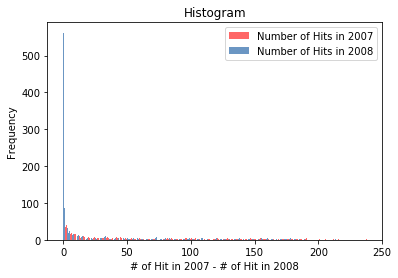 Histogram
Number of Hits in 2007
Number of Hits in 2008
Frequency
500
400
300
200
100
0
0
50
100
150
200
250
# of Hit in 2007 - # of Hit in 2008